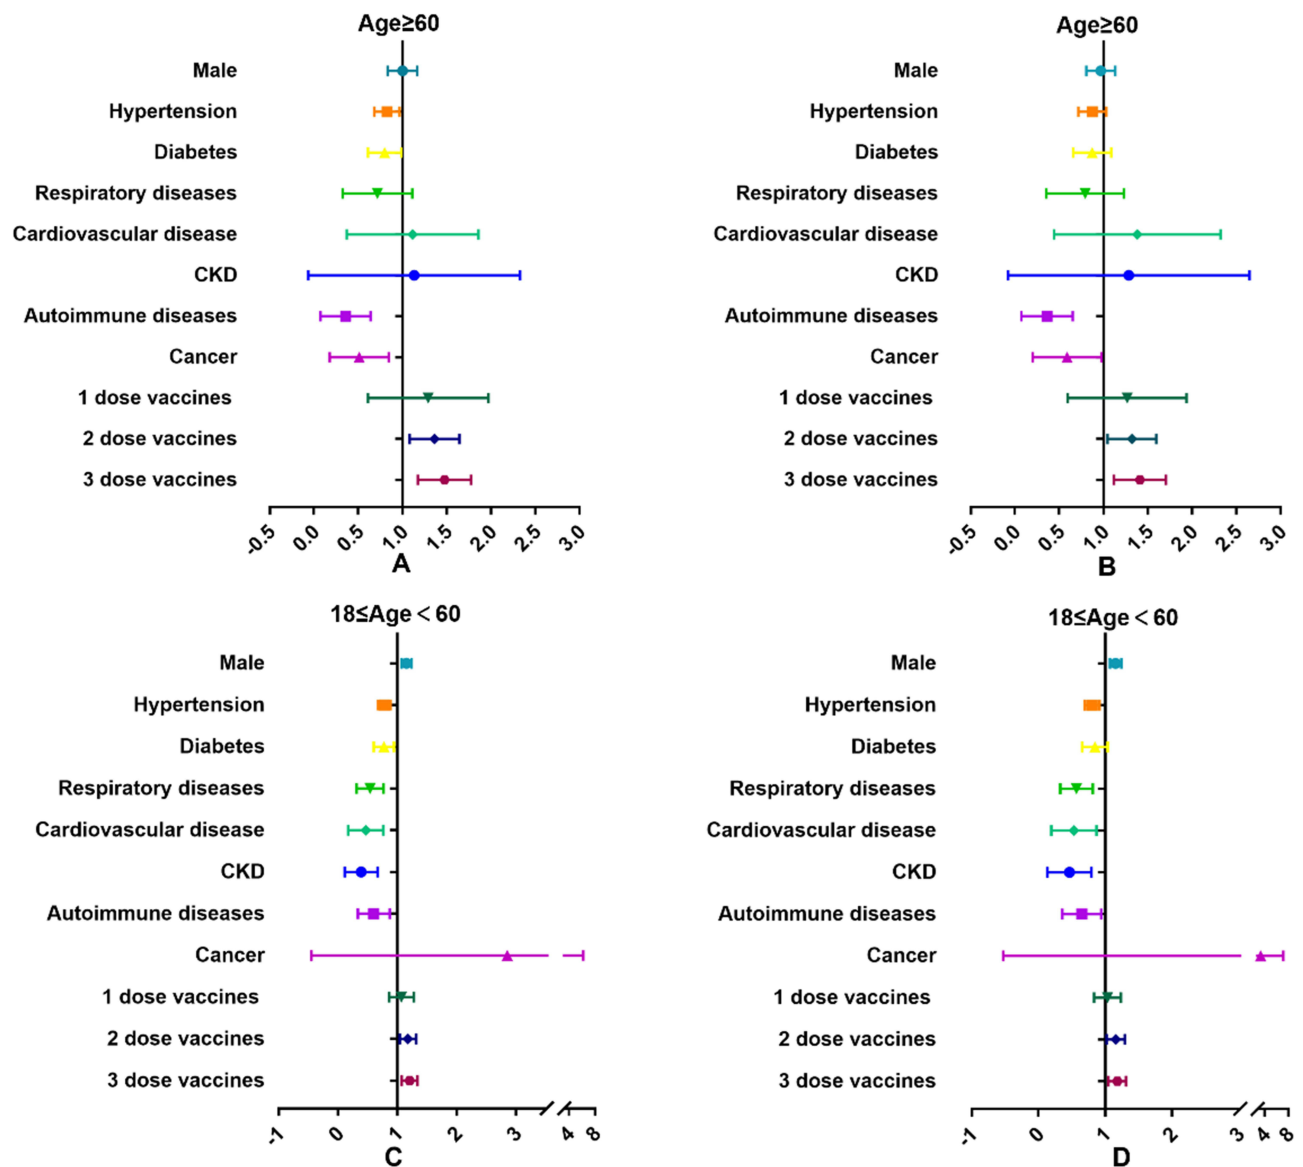 Age≥60
Male
Hypertension
Diabetes
Respiratory diseases
Cardiovascular disease
CKD
Autoimmune diseases
Cancer
1 dose vaccines
2 dose vaccines
3 dose vaccines
-0.5 0.0 0.5 1.0 1.5 2.0 2.5 3.0
A
Age≥60
Male
Hypertension
Diabetes
Respiratory diseases
Cardiovascular disease
CKD
Autoimmune diseases
Cancer
1 dose vaccines
2 dose vaccines
3 dose vaccines
-0.5 0.0 0.5 1.0 1.5 2.0 2.5 3.0
B
18≤Age＜60
Male
Hypertension
Diabetes
Respiratory diseases
Cardiovascular disease
CKD
Autoimmune diseases
Cancer
1 dose vaccines
2 dose vaccines
3 dose vaccines
-1 0 1 2 3 4 8
C
18≤Age＜60
Male
Hypertension
Diabetes
Respiratory diseases
Cardiovascular disease
CKD
Autoimmune diseases
Cancer
1 dose vaccines
2 dose vaccines
3 dose vaccines
-1 0 1 2 3 4 8
D